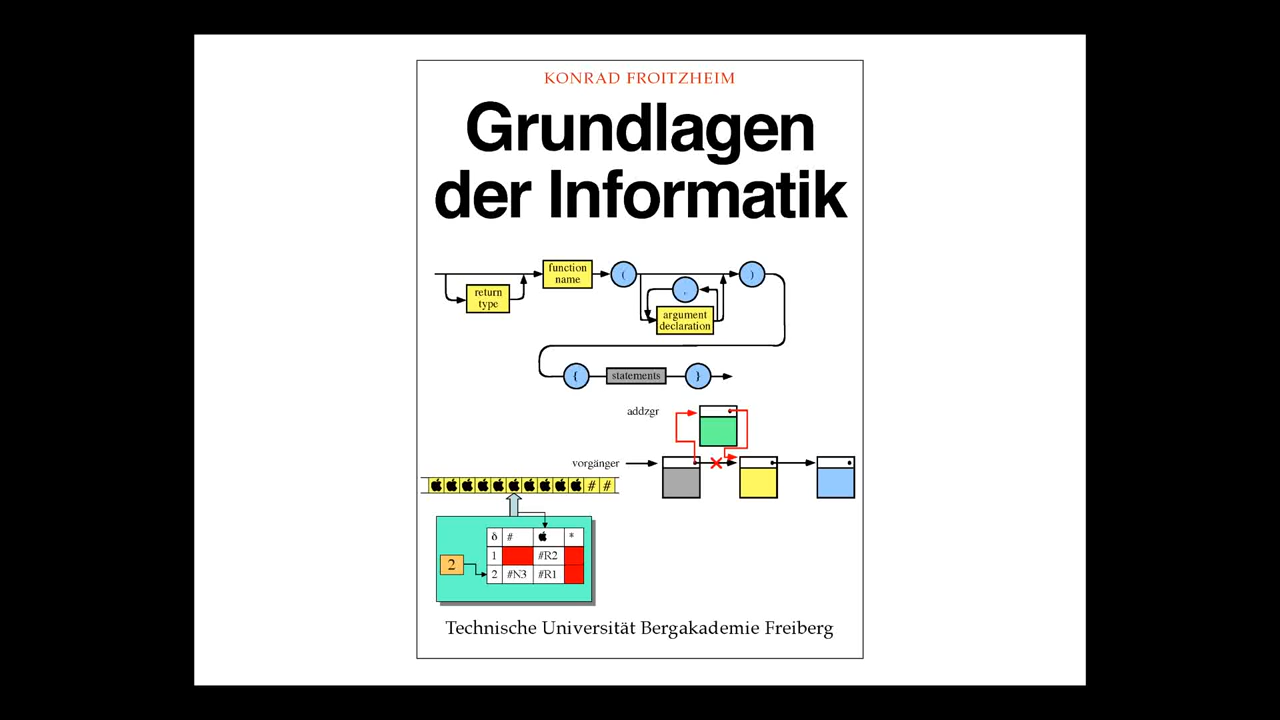 KONRAD FROITZHEIM
Grundlagen
der Informatik
function
name
(
)
return
type
,
argument
declaration
{
statements
}
addzgr
vorgänger
# #
δ # *
1 #R2
2
2 #N3 #R1
Technische Universität Bergakademie Freiberg